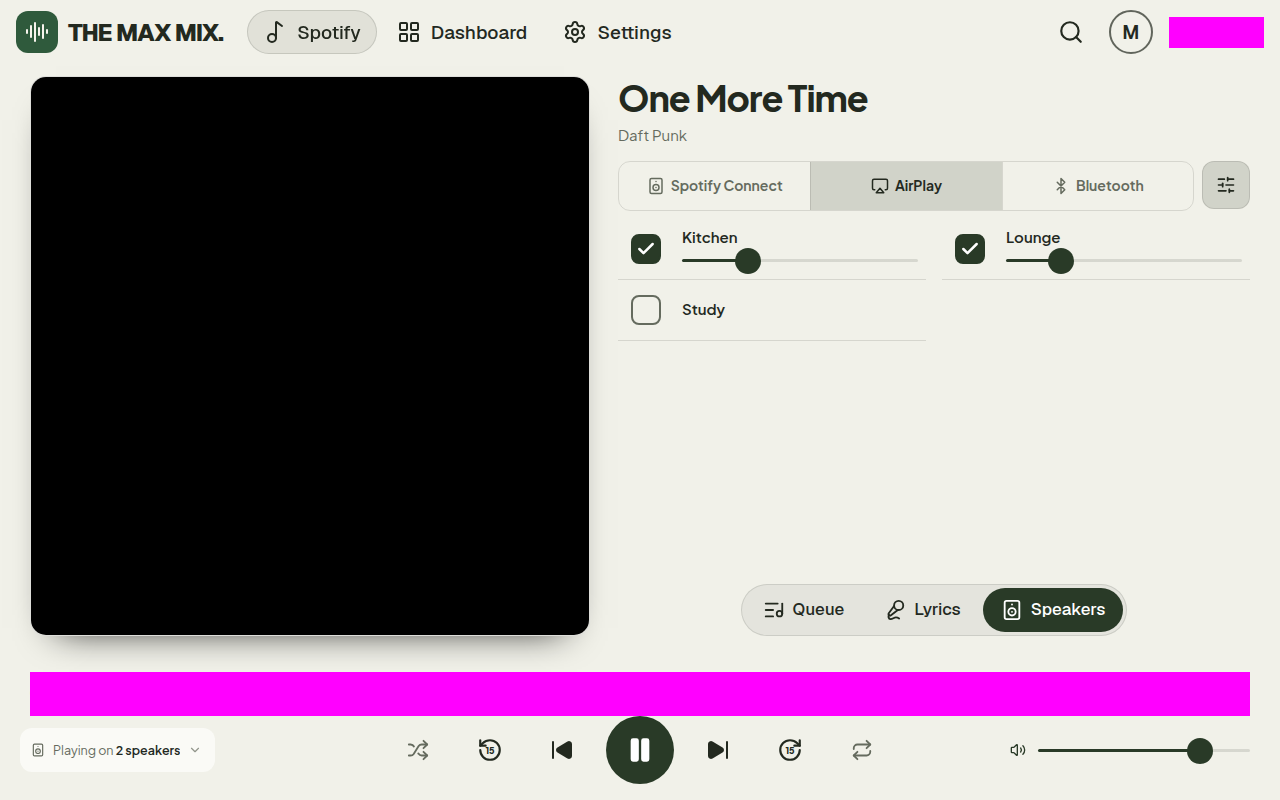 THE MAX MIX.
Spotify
Dashboard
Settings
M
One More Time
Daft Punk
Spotify Connect
AirPlay
Bluetooth
Kitchen
Lounge
Study
Queue
Lyrics
Speakers
Playing on 2 speakers
15
15